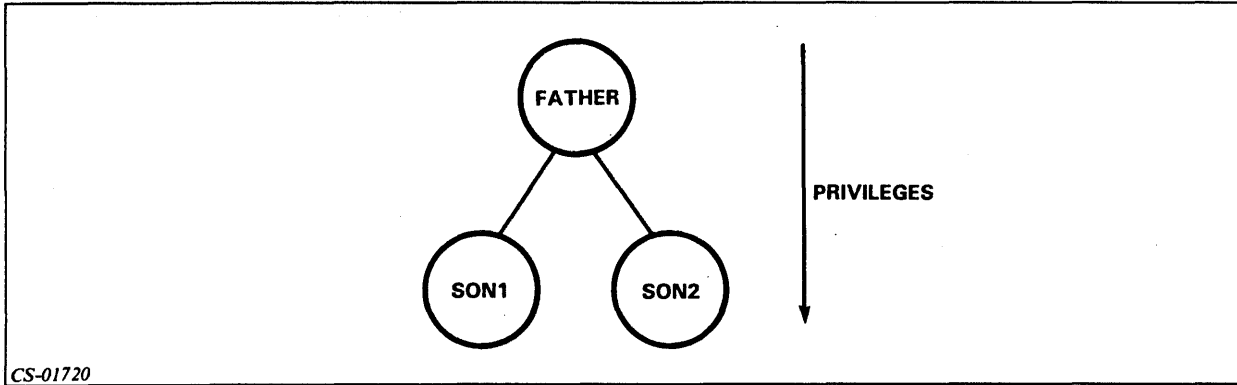 FATHER
PRIVILEGES
SON1
SON2
CS-01720